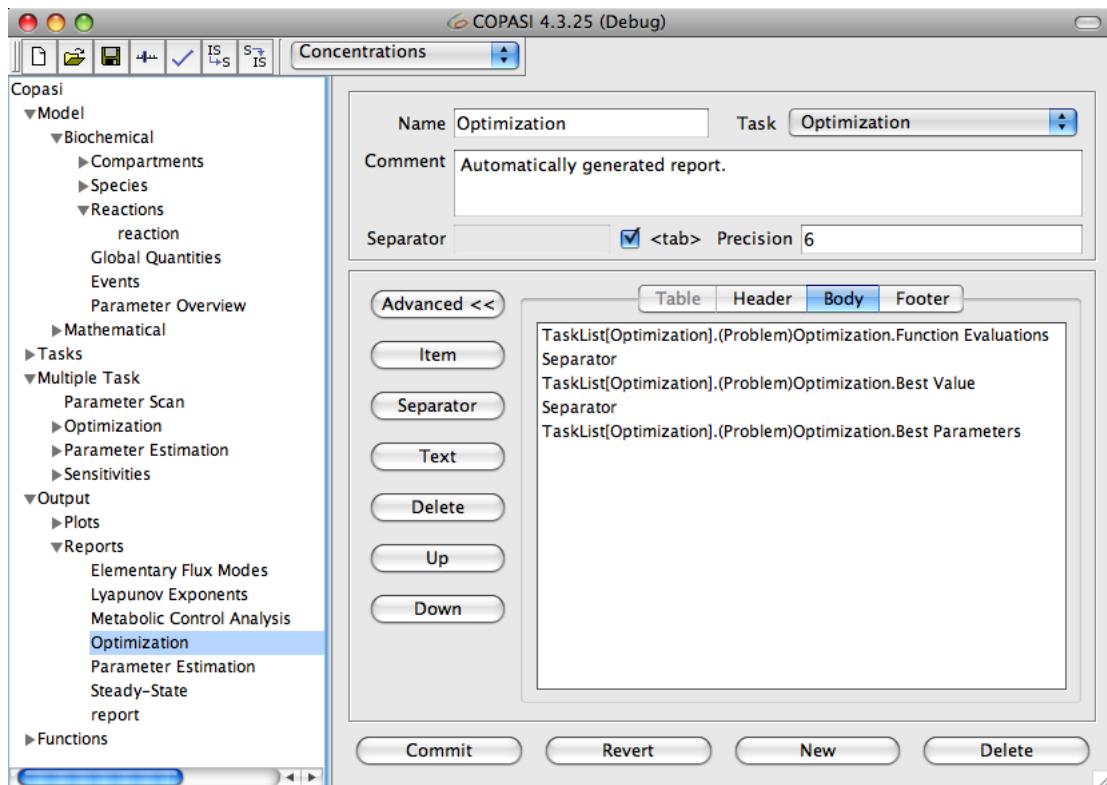 COPASI 4.3.25 (Debug)
IS S
S IS
Concentrations
Copasi
Model
Biochemical
Compartments
Species
Reactions
reaction
Global Quantities
Events
Parameter Overview
Mathematical
Tasks
Multiple Task
Parameter Scan
Optimization
Parameter Estimation
Sensitivities
Output
Plots
Reports
Elementary Flux Modes
Lyapunov Exponents
Metabolic Control Analysis
Optimization
Parameter Estimation
Steady-State
report
Functions
Name Optimization Task Optimization
Comment Automatically generated report.
Separator <tab> Precision 6
Advanced <<
Item
Separator
Text
Delete
Up
Down
Table Header Body Footer
TaskList[Optimization].(Problem)Optimization.Function Evaluations
Separator
TaskList[Optimization].(Problem)Optimization.Best Value
Separator
TaskList[Optimization].(Problem)Optimization.Best Parameters
Commit Revert New Delete